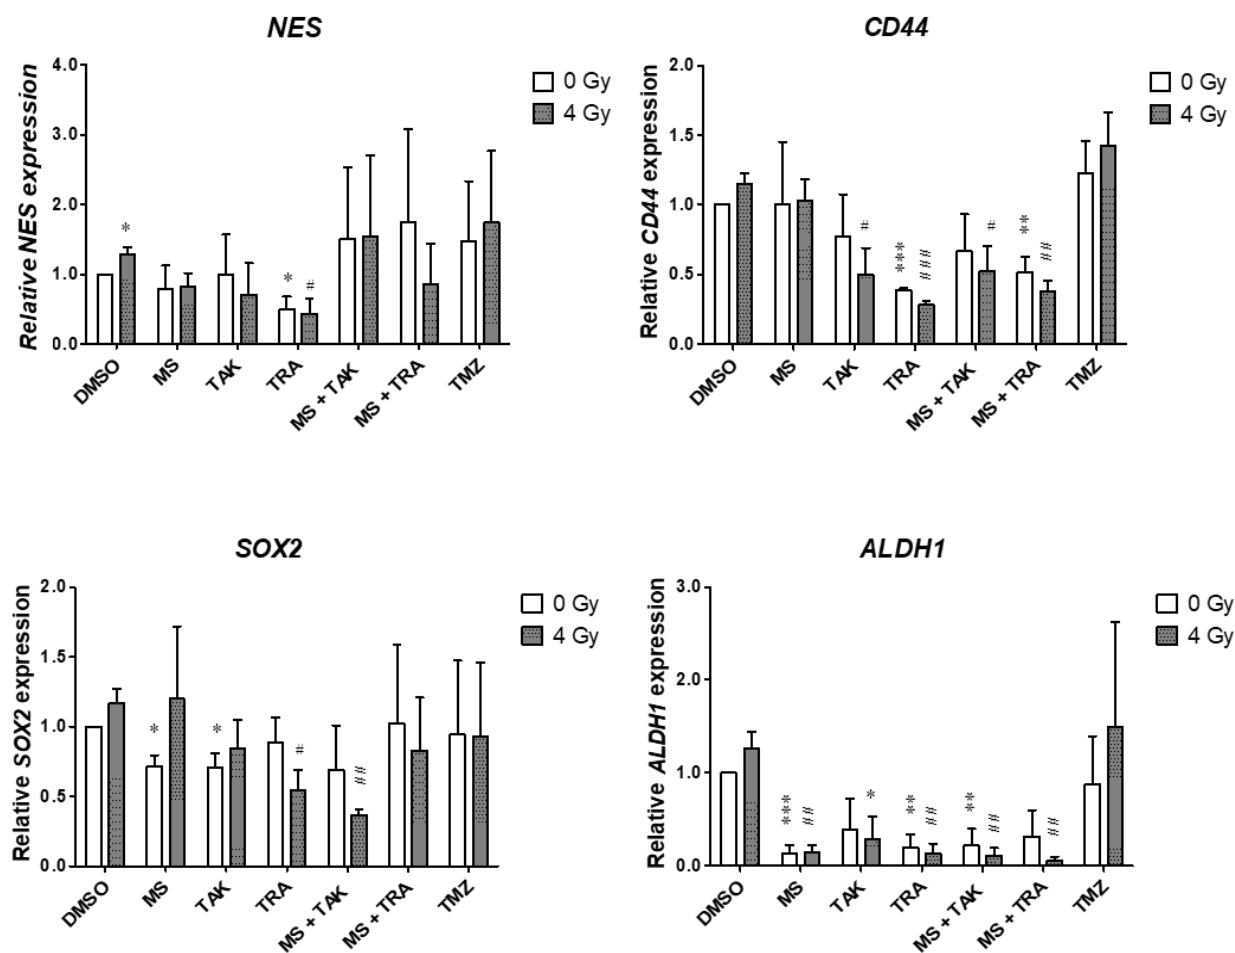 NES
Relative NES expression
4.0
3.0
2.0
1.0
0.0
0 Gy
4 Gy
*
*
#
DMSO
MS
TAK
TRA
MS + TAK
MS + TRA
TMZ
CD44
Relative CD44 expression
2.0
1.5
1.0
0.5
0.0
0 Gy
4 Gy
#
***
###
#
**
##
DMSO
MS
TAK
TRA
MS + TAK
MS + TRA
TMZ
SOX2
Relative SOX2 expression
2.0
1.5
1.0
0.5
0.0
0 Gy
4 Gy
*
*
#
##
DMSO
MS
TAK
TRA
MS + TAK
MS + TRA
TMZ
ALDH1
Relative ALDH1 expression
3.0
2.0
1.0
0.0
0 Gy
4 Gy
***
##
*
**
##
**
##
##
DMSO
MS
TAK
TRA
MS + TAK
MS + TRA
TMZ